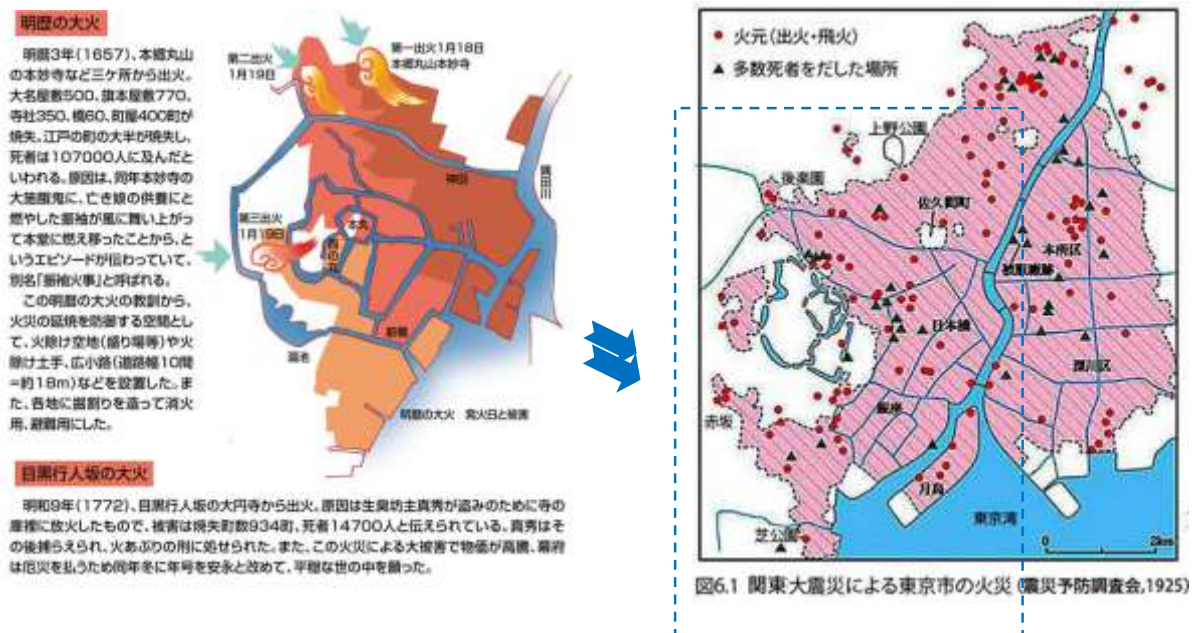 明暦の大火
明暦3年(1657)、本郷丸山
の本妙寺など三ケ所から出火。
大名屋敷500、旗本屋敷770、
寺社350、橋60、町屋400町が
焼失。江戸の町の大半が焼失し、
死者は107000人に及んだと
いわれる。原因は、同年本妙寺の
大施餓鬼に、亡き娘の供養にと
燃やした振袖が風に舞い上がっ
て本堂に燃え移ったことから、と
いうエピソードが伝わっていて、
別名「振袖火事」と呼ばれる。
この明暦の大火の教訓から、
火災の延焼を防御する空間とし
て、火除け空地(盛り場等)や火
除け土手、広小路(道路幅10間
=約18m)などを設置した。ま
た、各地に掘割りを造って消火
用、避難用にした。
第一出火1月18日
本郷丸山本妙寺
第二出火
1月19日
第三出火
1月19日
神田
隅田川
本丸
西の丸
溜池
明暦の大火 発火日と被害
目黒行人坂の大火
明和9年(1772)、目黒行人坂の大円寺から出火。原因は生臭坊主真秀が盗みのために寺の
庫裡に放火したもので、被害は焼失町数934町、死者14700人と伝えられている。真秀はそ
の後捕らえられ、火あぶりの刑に処せられた。また、この火災による大被害で物価が高騰、幕府
は厄災を払うため同年冬に年号を安永と改めて、平穏な世の中を願った。
火元(出火・飛火)
多数死者をだした場所
上野公園
後楽園
佐久間町
本所区
被服廠跡
日本橋
深川区
銀座
赤坂
月島
東京湾
芝公園
0 2km
図6.1 関東大震災による東京市の火災 (震災予防調査会,1925)